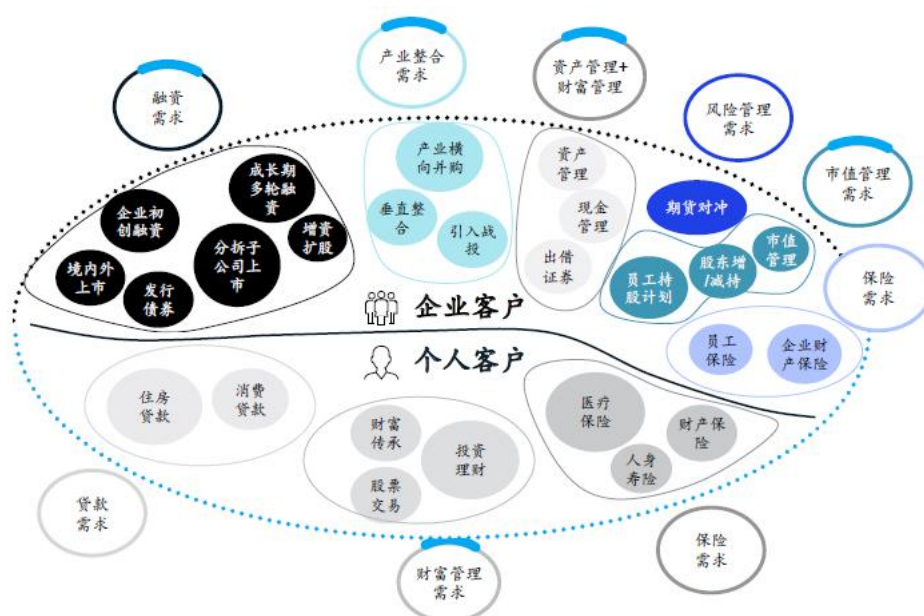 产业整合
需求
资产管理+
财富管理
融资
需求
风险管理
需求
市值管理
需求
保险
需求
成长期
多轮融
资
企业初
创融资
增资
扩股
分拆子
公司上
市
境内外
上市
发行
债券
产业横
向并购
垂直整
合
引入战
投
资产
管理
现金
管理
出借
证券
期货对冲
市值
管理
股东增
/减持
员工持
股计划
企业客户
员工
保险
企业财
产保险
个人客户
住房
贷款
消费
贷款
财富
传承
投资
理财
股票
交易
医疗
保险
财产保
险
人身
寿险
贷款
需求
财富管理
需求
保险
需求